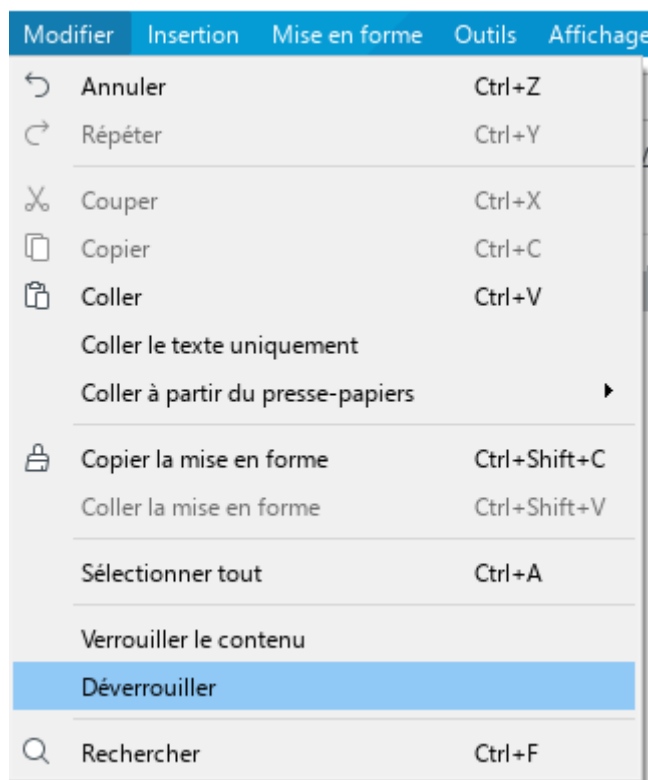 Modifier Insertion Mise en forme Outils Affichage
Annuler Ctrl+Z
Répéter Ctrl+Y
Couper Ctrl+X
Copier Ctrl+C
Coller Ctrl+V
Coller le texte uniquement
Coller à partir du presse-papiers
Copier la mise en forme Ctrl+Shift+C
Coller la mise en forme Ctrl+Shift+V
Sélectionner tout Ctrl+A
Verrouiller le contenu
Déverrouiller
Rechercher Ctrl+F